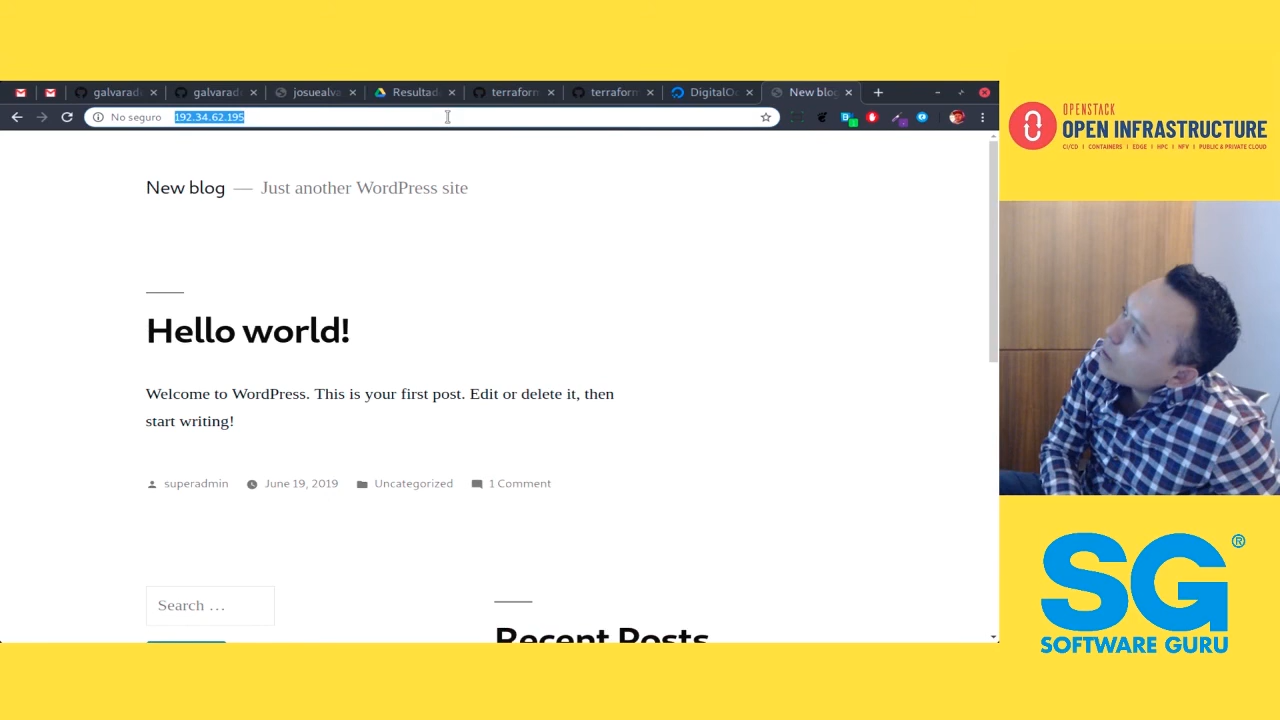 galvarad
galvarad
josuealva
Resultad
terraform
terraform
DigitalOc
New blog
No seguro
192.34.62.195
New blog — Just another WordPress site
Hello world!
Welcome to WordPress. This is your first post. Edit or delete it, then
start writing!
superadmin
June 19, 2019
Uncategorized
1 Comment
Search …
Recent Posts
OPENSTACK
OPEN INFRASTRUCTURE
CI/CD | CONTAINERS | EDGE | HPC | NFV | PUBLIC & PRIVATE CLOUD
SG®
SOFTWARE GURU